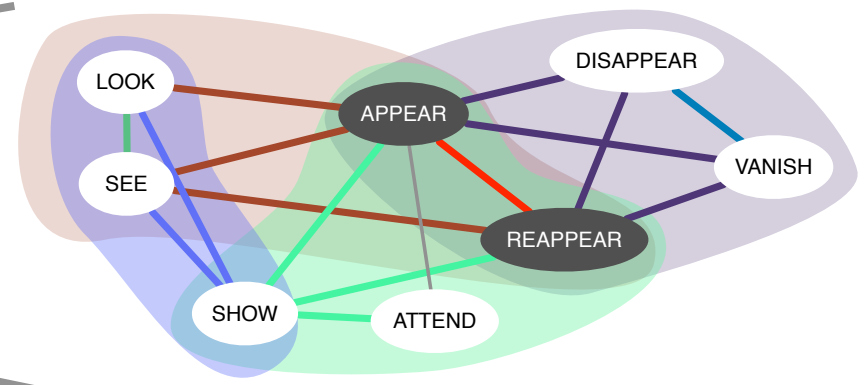 LOOK
DISAPPEAR
APPEAR
VANISH
SEE
REAPPEAR
SHOW
ATTEND